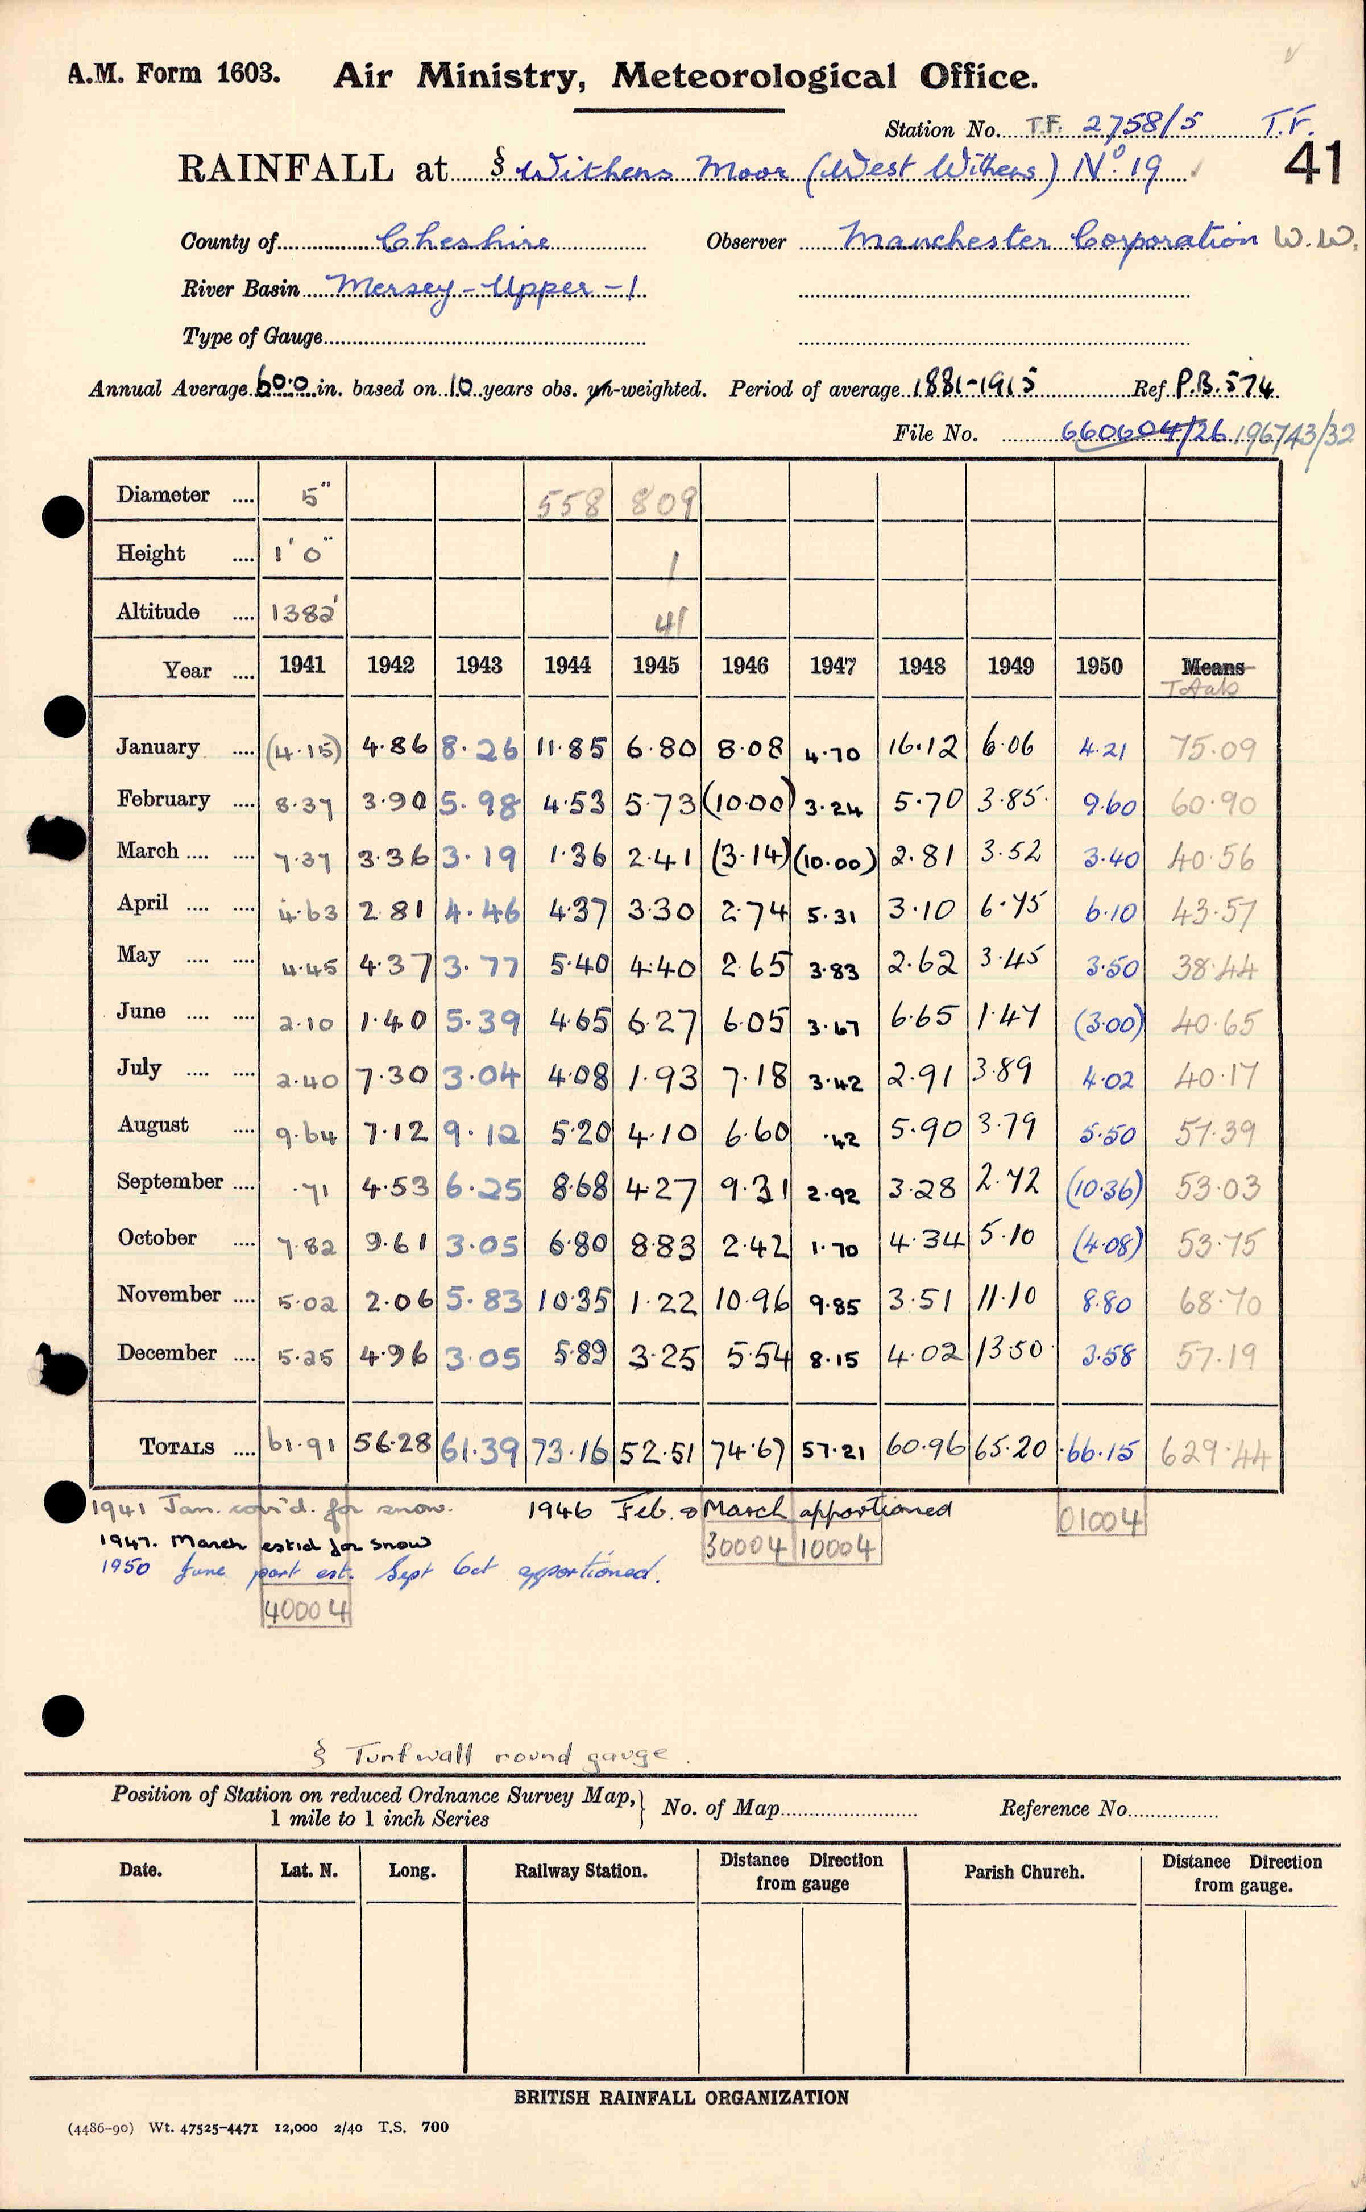 A.M. Form 1603. Air Ministry, Meteorological Office.
Station No. T.F. 2758/5 T.F.
RAINFALL at § Withens Moor (West Withens) No. 19 41
County of Cheshire Observer Manchester Corporation W.W.
River Basin Mersey-Upper-1
Type of Gauge
Annual Average 60.0 in. based on 10 years obs. un-weighted. Period of average 1881-1915 Ref P.B. 574
File No. 660604/26 196743/32
Diameter .... 5" 558 809
Height .... 1' 0" 1
Altitude .... 1382' 41
Year .... 1941 1942 1943 1944 1945 1946 1947 1948 1949 1950 Means
Totals
January .... (4.15) 4.86 8.26 11.85 6.80 8.08 4.70 16.12 6.06 4.21 75.09
February .... 8.37 3.90 5.98 4.53 5.73 (10.00) 3.24 5.70 3.85 9.60 60.90
March .... .... 7.37 3.36 3.19 1.36 2.41 (3.14) (10.00) 2.81 3.52 3.40 40.56
April .... .... 4.63 2.81 4.46 4.37 3.30 2.74 5.31 3.10 6.75 6.10 43.57
May .... .... 4.45 4.37 3.77 5.40 4.40 2.65 3.83 2.62 3.45 3.50 38.44
June .... .... 2.10 1.40 5.39 4.65 6.27 6.05 3.67 6.65 1.47 (3.00) 40.65
July .... .... 2.40 7.30 3.04 4.08 1.93 7.18 3.42 2.91 3.89 4.02 40.17
August .... 9.64 7.12 9.12 5.20 4.10 6.60 .42 5.90 3.79 5.50 57.39
September .... .71 4.53 6.25 8.68 4.27 9.31 2.92 3.28 2.72 (10.36) 53.03
October .... 7.82 9.61 3.05 6.80 8.83 2.42 1.70 4.34 5.10 (4.08) 53.75
November .... 5.02 2.06 5.83 10.35 1.22 10.96 9.85 3.51 11.10 8.80 68.70
December .... 5.25 4.96 3.05 5.89 3.25 5.54 8.15 4.02 13.50 3.58 57.19
TOTALS .... 61.91 56.28 61.39 73.16 52.51 74.67 57.21 60.96 65.20 66.15 629.44
1941 Jan. con'd. for snow. 1946 Feb. & March apportioned 01004
1947. March estd for snow 30004 10004
1950 June part est. Sept Oct apportioned.
40004
§ Turf wall round gauge.
Position of Station on reduced Ordnance Survey Map, } No. of Map Reference No.
1 mile to 1 inch Series
Date. Lat. N. Long. Railway Station. Distance Direction from gauge Parish Church. Distance Direction from gauge.
BRITISH RAINFALL ORGANIZATION
(4486-90) Wt. 47525-4471 12,000 2/40 T.S. 700